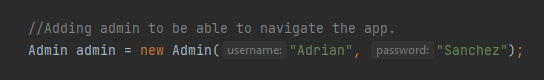 //Adding admin to be able to navigate the app.
Admin admin = new Admin( username: "Adrian", password: "Sanchez");